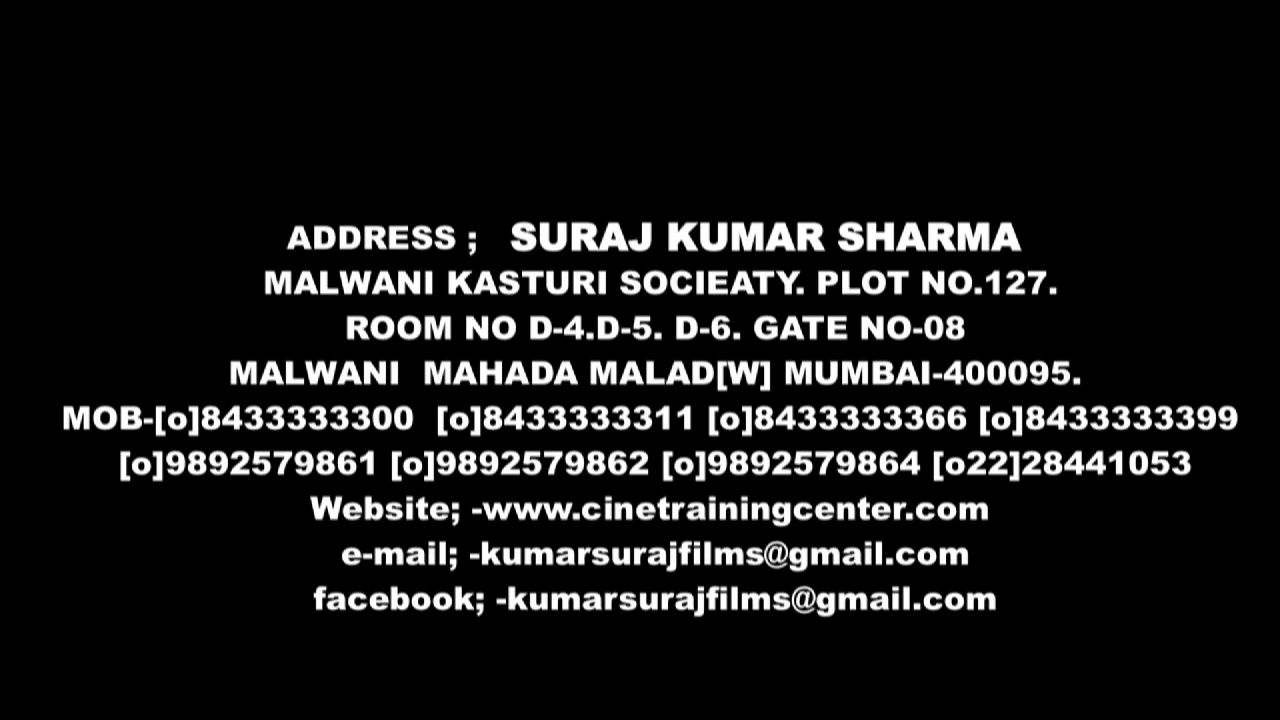 ADDRESS ; SURAJ KUMAR SHARMA
MALWANI KASTURI SOCIEATY. PLOT NO.127.
ROOM NO D-4.D-5. D-6. GATE NO-08
MALWANI MAHADA MALAD[W] MUMBAI-400095.
MOB-[o]8433333300 [o]8433333311 [o]8433333366 [o]8433333399
[o]9892579861 [o]9892579862 [o]9892579864 [o22]28441053
Website; -www.cinetrainingcenter.com
e-mail; -kumarsurajfilms@gmail.com
facebook; -kumarsurajfilms@gmail.com